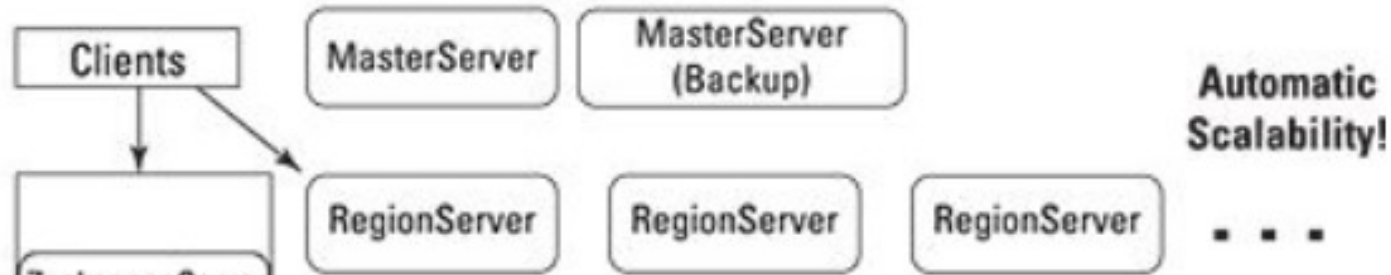 Clients
MasterServer
MasterServer
(Backup)
Automatic
Scalability!
RegionServer
RegionServer
RegionServer
. . .